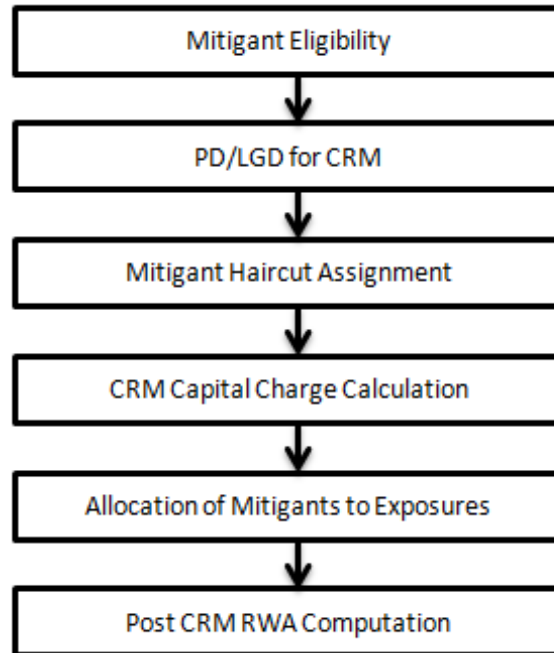 Mitigant Eligibility
PD/LGD for CRM
Mitigant Haircut Assignment
CRM Capital Charge Calculation
Allocation of Mitigants to Exposures
Post CRM RWA Computation